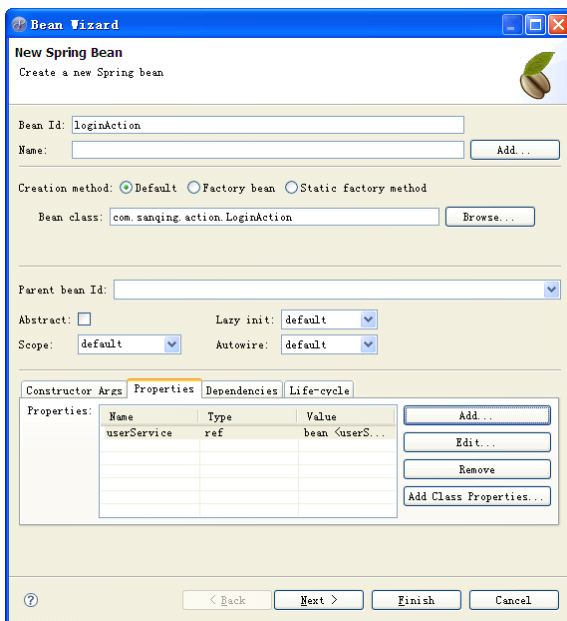 Bean Wizard
New Spring Bean
Create a new Spring bean
Bean Id: loginAction
Name: Add...
Creation method: Default Factory bean Static factory method
Bean class: com.sanqing.action.LoginAction Browse...
Parent bean Id:
Abstract: Lazy init: default
Scope: default Autowire: default
Constructor Args Properties Dependencies Life-cycle
Properties: Name Type Value Add...
userService ref bean <userS...
Edit...
Remove
Add Class Properties...
? < Back Next > Finish Cancel